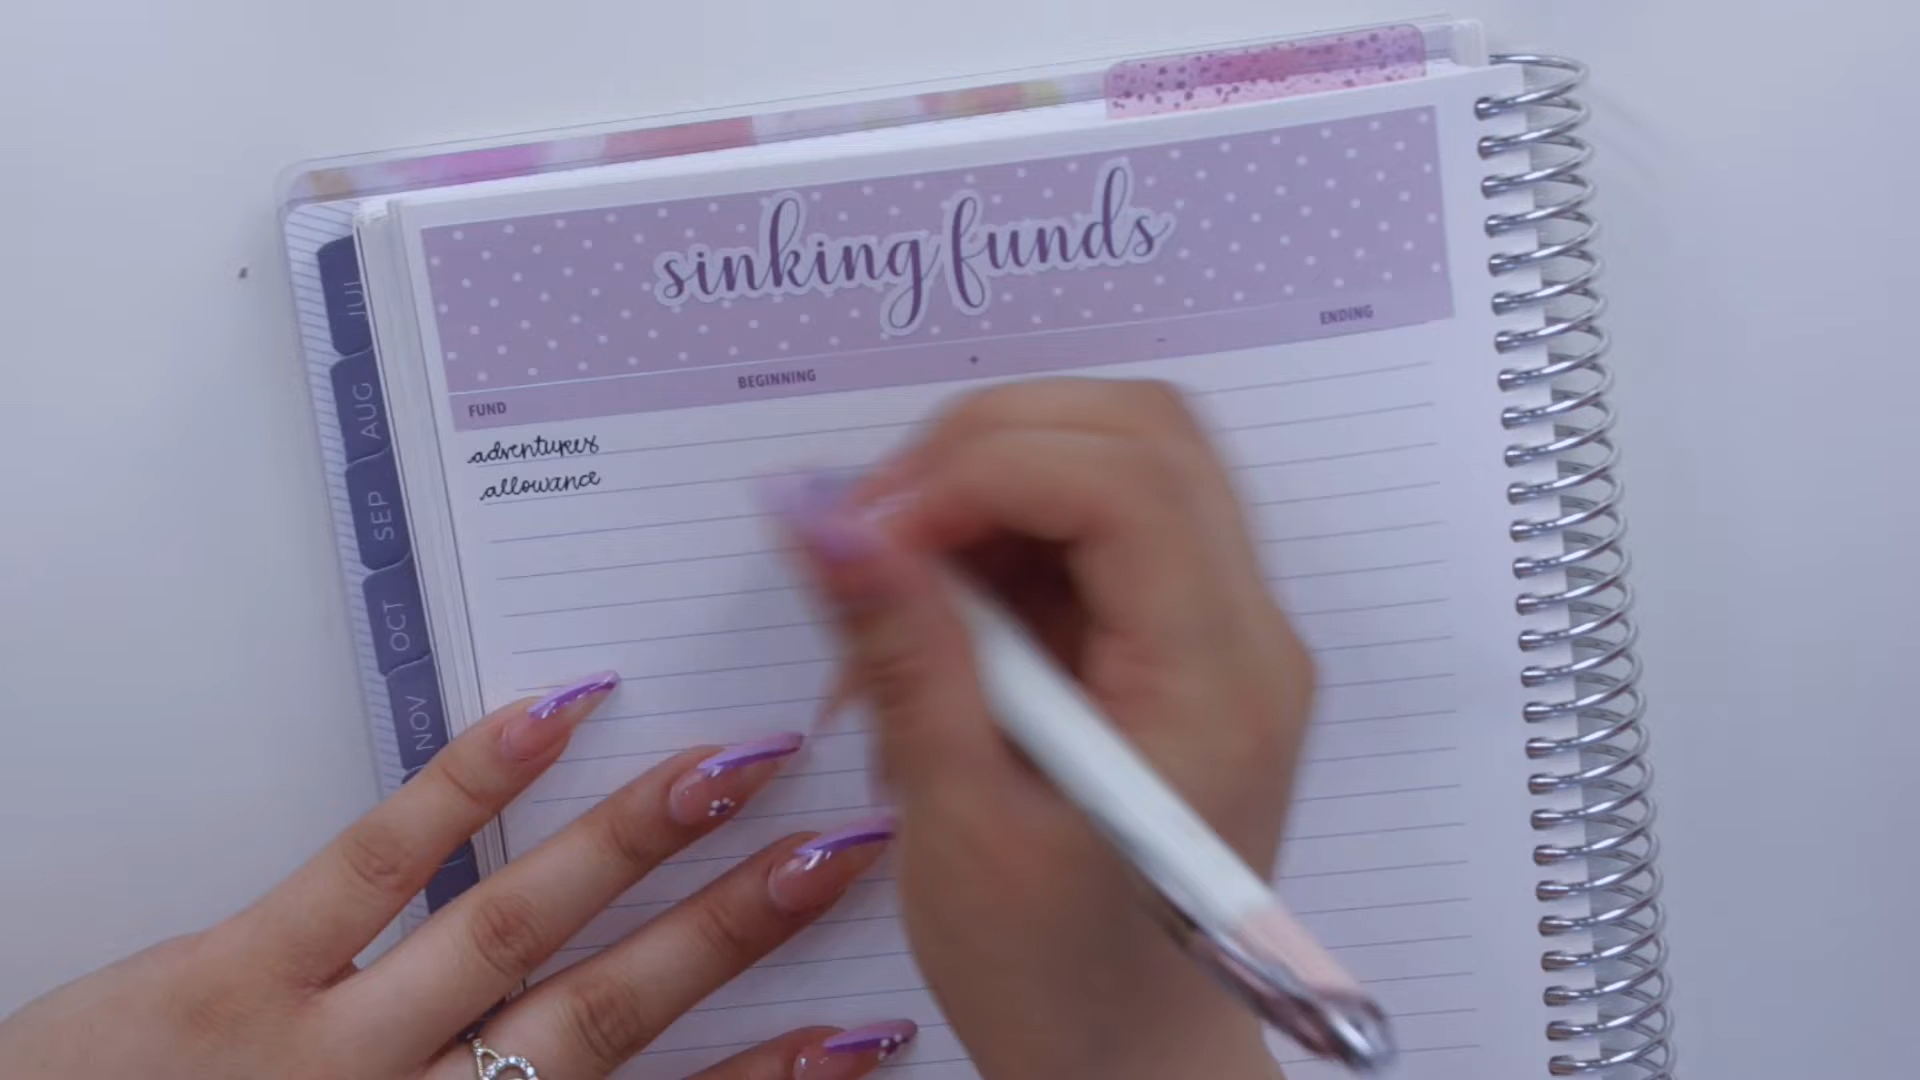 sinking funds
FUND BEGINNING + - ENDING
adventures
allowance
JUL
AUG
SEP
OCT
NOV